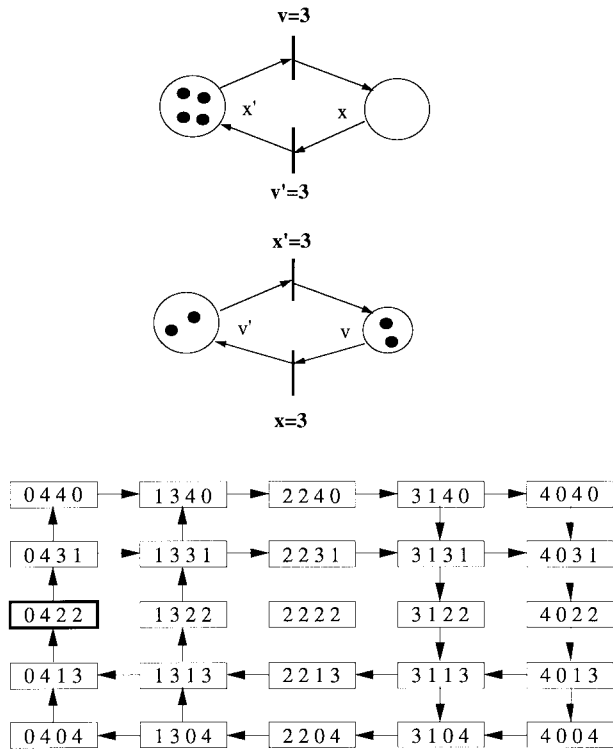 v=3
x' x
v'=3
x'=3
v' v
x=3
0 4 4 0 1 3 4 0 2 2 4 0 3 1 4 0 4 0 4 0
0 4 3 1 1 3 3 1 2 2 3 1 3 1 3 1 4 0 3 1
0 4 2 2 1 3 2 2 2 2 2 2 3 1 2 2 4 0 2 2
0 4 1 3 1 3 1 3 2 2 1 3 3 1 1 3 4 0 1 3
0 4 0 4 1 3 0 4 2 2 0 4 3 1 0 4 4 0 0 4